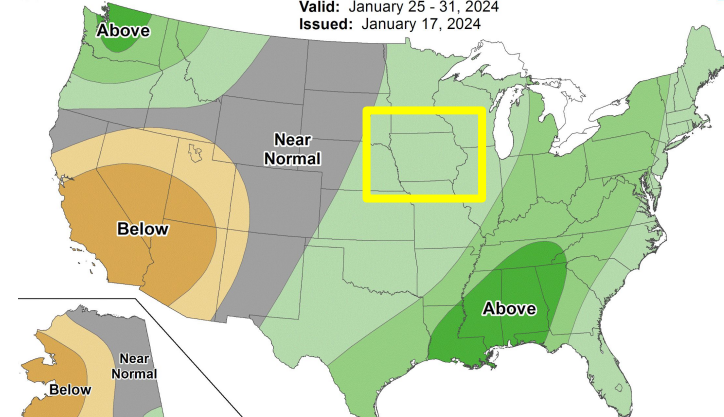 Valid: January 25 - 31, 2024
Issued: January 17, 2024
Above
Near
Normal
Below
Above
Near
Normal
Below